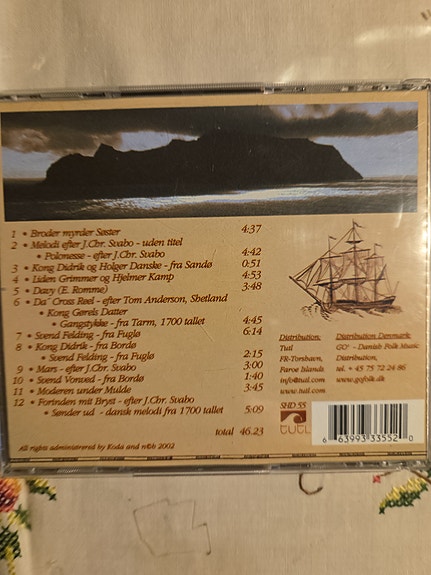 1 • Broder myrder Søster 4:37
2 • Melodi efter J.Chr. Svabo - uden titel
• Polonesse - efter J.Chr. Svabo 4:42
3 • Kong Didrik og Holger Danske - fra Sandø 0:51
4 • Liden Grimmer og Hjelmer Kamp 4:53
5 • Davy (E. Romme) 3:48
6 • Da´ Cross Reel - efter Tom Anderson, Shetland
• Kong Gørels Datter
• Gangstykke - fra Tarm, 1700 tallet 4:45
7 • Svend Felding - fra Fuglø 6:14
8 • Kong Didrik - fra Bordø
• Svend Felding - fra Fuglø 2:15
9 • Mars - efter J.Chr. Svabo 3:00
10 • Svend Vonved - fra Bordø 1:40
11 • Moderen under Mulde 3:45
12 • Forinden mit Bryst - efter J.Chr. Svabo
• Sønder ud - dansk melodi fra 1700 tallet 5:09
total 46.23
All rights administrered by Koda and n©b 2002
Distribution:
Tutl
FR-Torshavn,
Faroe Islands
info@tutl.com
www.tutl.com
Distribution Denmark:
GO' - Danish Folk Music
Distribution,
tel. + 45 75 72 24 86
www.gofolk.dk
SHD 55
tutl
6 63993 33552 0